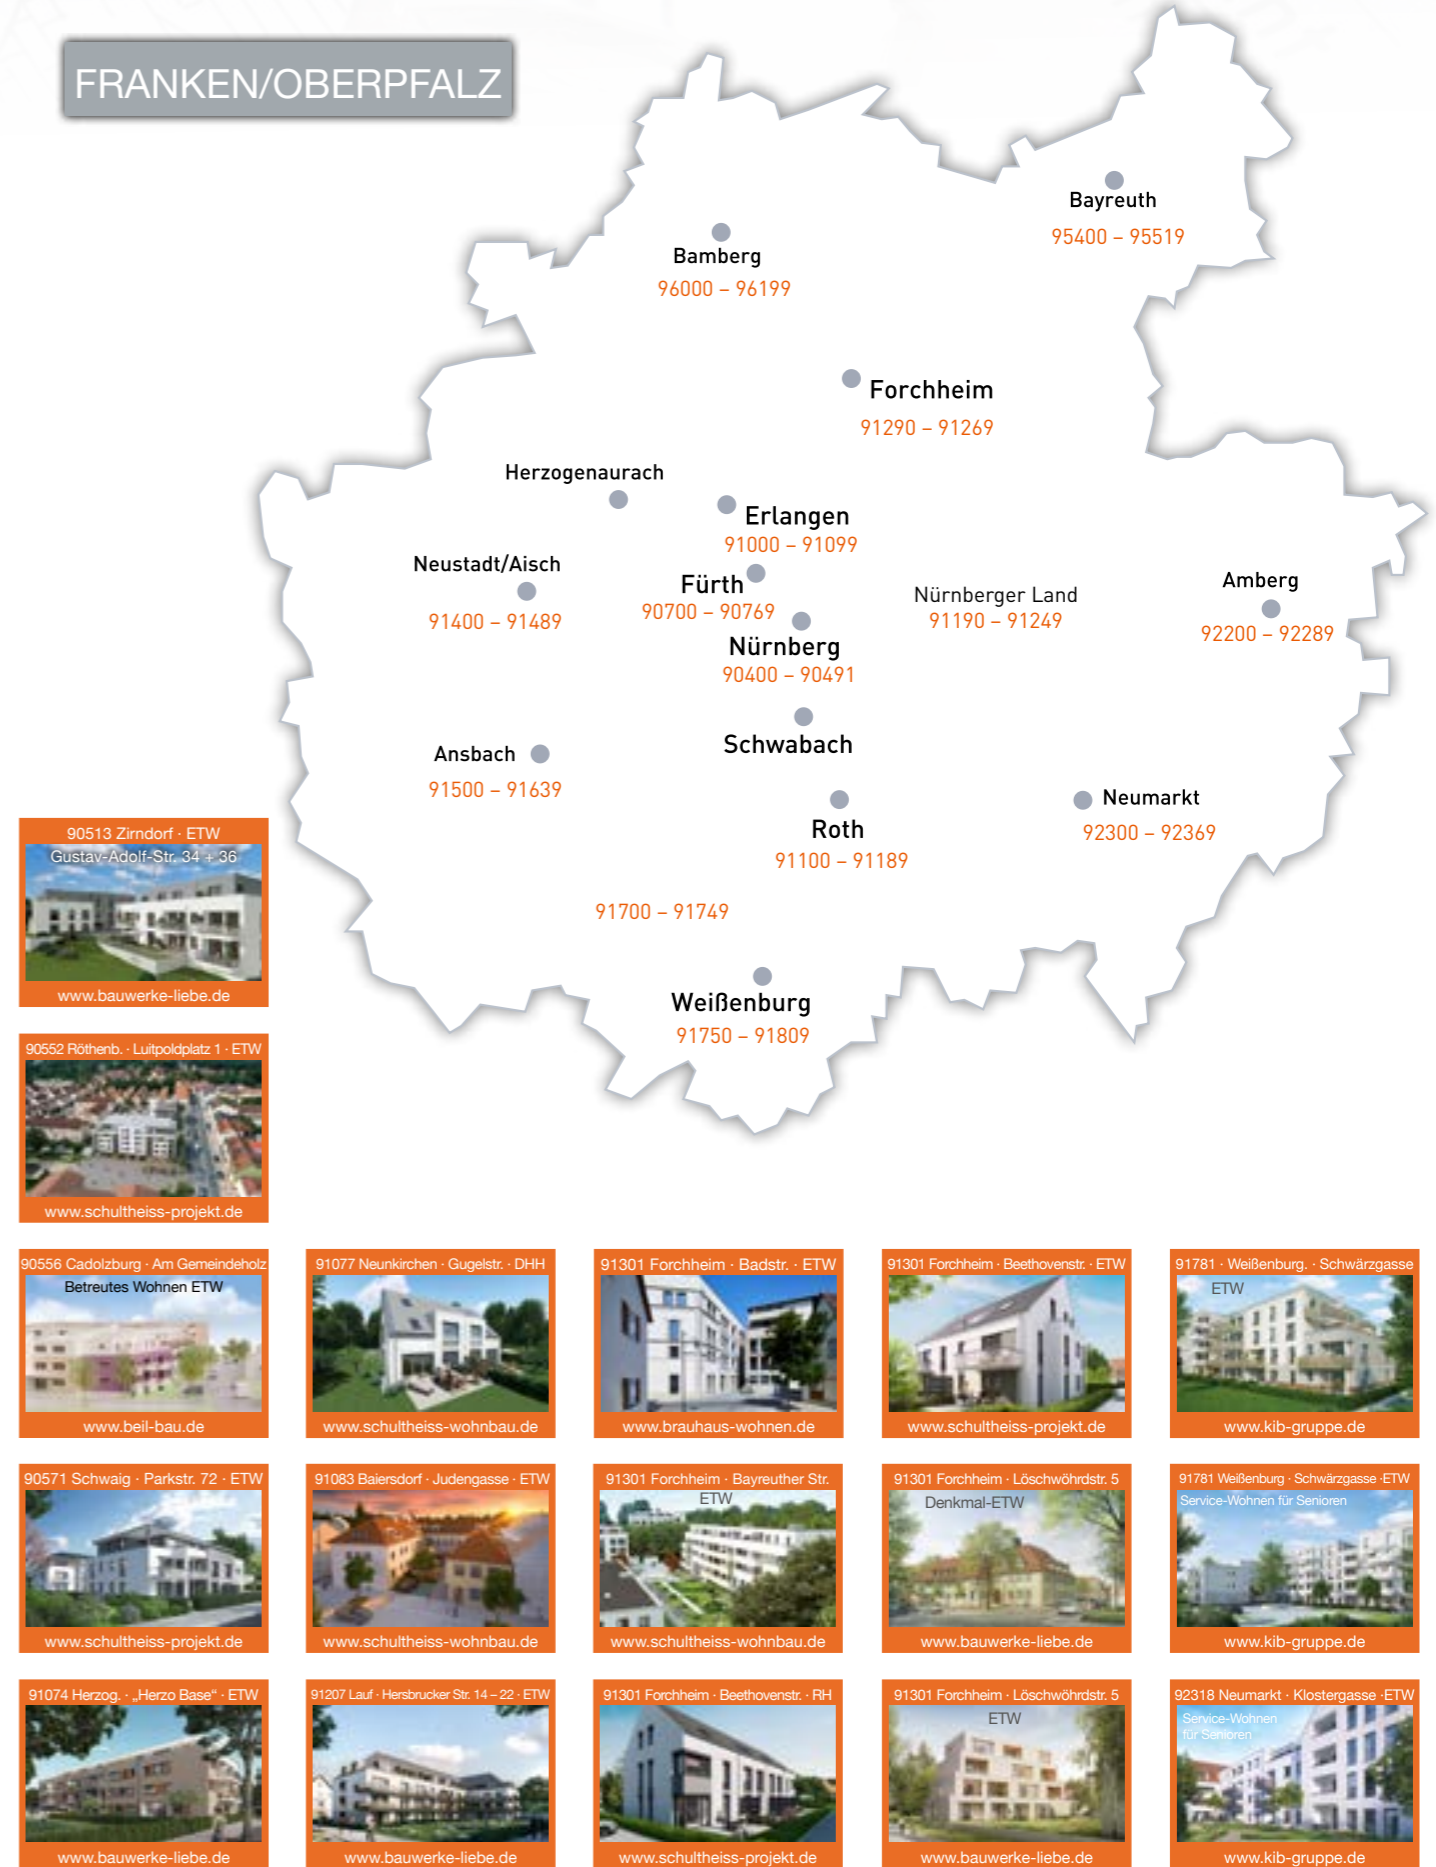 FRANKEN/OBERPFALZ
Bayreuth
95400 – 95519
Bamberg
96000 – 96199
Forchheim
91290 – 91269
Herzogenaurach
Erlangen
91000 – 91099
Neustadt/Aisch
91400 – 91489
Fürth
90700 – 90769
Nürnberger Land
91190 – 91249
Amberg
92200 – 92289
Nürnberg
90400 – 90491
Schwabach
Ansbach
91500 – 91639
Neumarkt
92300 – 92369
Roth
91100 – 91189
91700 – 91749
Weißenburg
91750 – 91809
90513 Zirndorf · ETW
Gustav-Adolf-Str. 34 + 36
www.bauwerke-liebe.de
90552 Röthenb. · Luitpoldplatz 1 · ETW
www.schultheiss-projekt.de
90556 Cadolzburg · Am Gemeindeholz
Betreutes Wohnen ETW
www.beil-bau.de
91077 Neunkirchen · Gugelstr. · DHH
www.schultheiss-wohnbau.de
91301 Forchheim · Badstr. · ETW
www.brauhaus-wohnen.de
91301 Forchheim · Beethovenstr. · ETW
www.schultheiss-projekt.de
91781 · Weißenburg. · Schwärzgasse
ETW
www.kib-gruppe.de
90571 Schwaig · Parkstr. 72 · ETW
www.schultheiss-projekt.de
91083 Baiersdorf · Judengasse · ETW
www.schultheiss-wohnbau.de
91301 Forchheim · Bayreuther Str.
ETW
www.schultheiss-wohnbau.de
91301 Forchheim · Löschwöhrdstr. 5
Denkmal-ETW
www.bauwerke-liebe.de
91781 Weißenburg · Schwärzgasse ·ETW
Service-Wohnen für Senioren
www.kib-gruppe.de
91074 Herzog. · „Herzo Base“ · ETW
www.bauwerke-liebe.de
91207 Lauf · Hersbrucker Str. 14 – 22 · ETW
www.bauwerke-liebe.de
91301 Forchheim · Beethovenstr. · RH
www.schultheiss-projekt.de
91301 Forchheim · Löschwöhrdstr. 5
ETW
www.bauwerke-liebe.de
92318 Neumarkt · Klostergasse ·ETW
Service-Wohnen
für Senioren
www.kib-gruppe.de